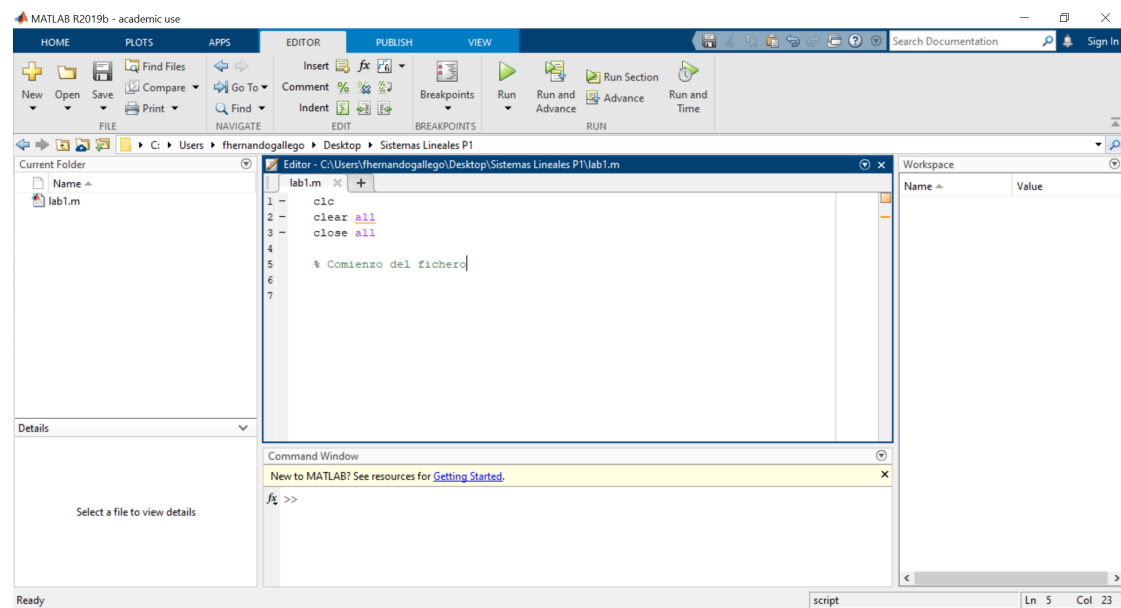 MATLAB R2019b - academic use
HOME PLOTS APPS EDITOR PUBLISH VIEW Search Documentation Sign In
New Open Save Find Files Compare Print Go To Find Insert fx Comment Indent Breakpoints Run Run and Advance Run Section Advance Run and Time
FILE NAVIGATE EDIT BREAKPOINTS RUN
C: Users fhernandogallego Desktop Sistemas Lineales P1
Current Folder
Name
lab1.m
Details
Select a file to view details
Editor - C:\Users\fhernandogallego\Desktop\Sistemas Lineales P1\lab1.m
lab1.m
1 - clc
2 - clear all
3 - close all
4
5 % Comienzo del fichero
6
7
Command Window
New to MATLAB? See resources for Getting Started.
fx >>
Workspace
Name Value
Ready script Ln 5 Col 23